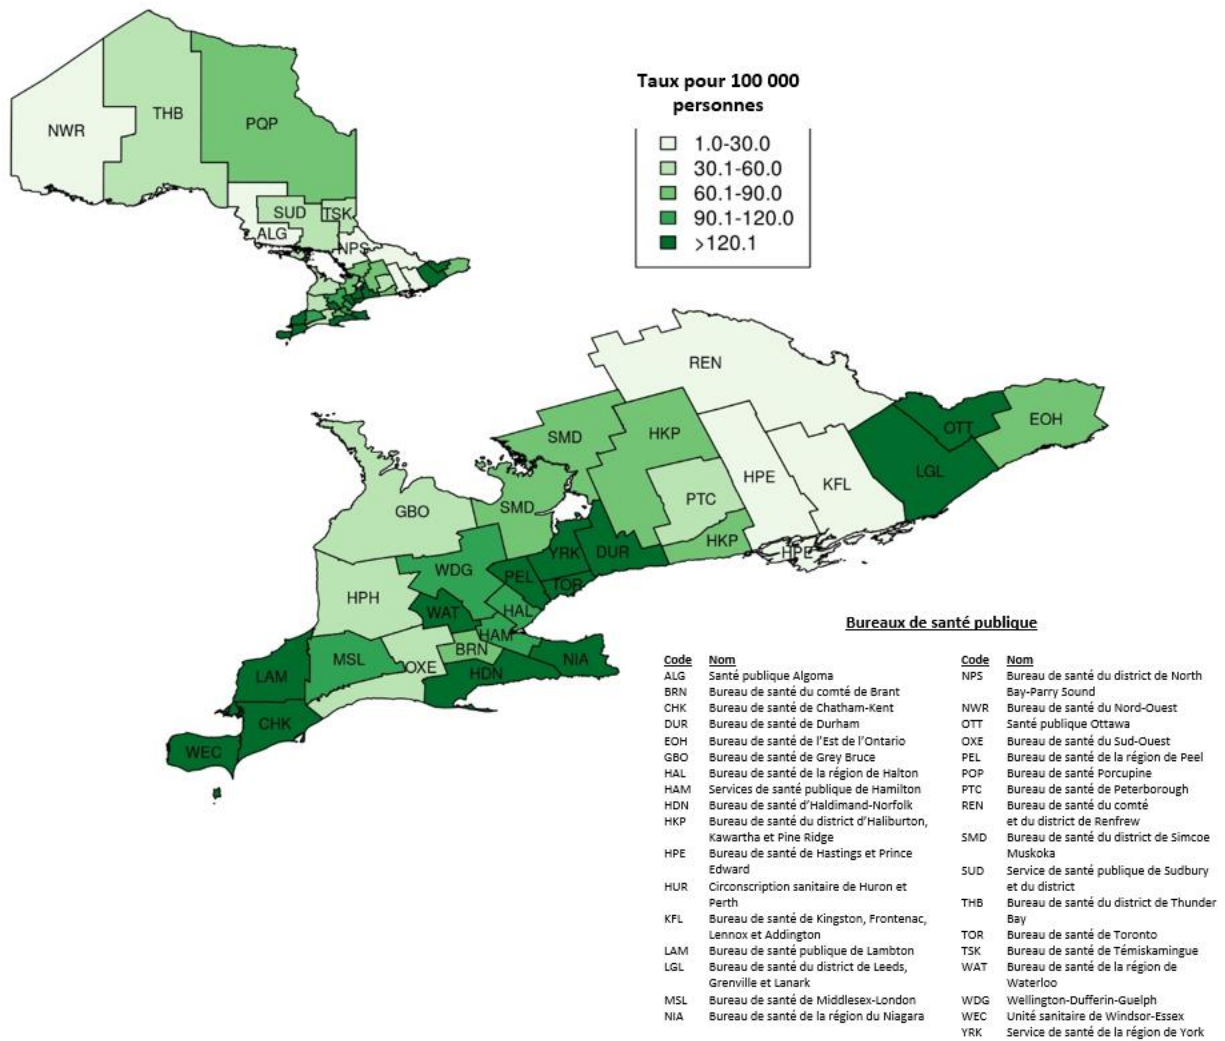 NWR
THB
PQP
SUD
TSK
ALG
NPS
Taux pour 100 000
personnes
1.0-30.0
30.1-60.0
60.1-90.0
90.1-120.0
>120.1
REN
SMD
HKP
OTT
EOH
LGL
HPE
KFL
PTC
GBO
SMD
HKP
HPE
YRK
DUR
WDG
PEL
TOR
HPH
WAT
HAL
HAM
MSL
BRN
OXE
NIA
HDN
LAM
CHK
WEC
Bureaux de santé publique
Code Nom
ALG Santé publique Algoma
BRN Bureau de santé du comté de Brant
CHK Bureau de santé de Chatham-Kent
DUR Bureau de santé de Durham
EOH Bureau de santé de l'Est de l'Ontario
GBO Bureau de santé de Grey Bruce
HAL Bureau de santé de la région de Halton
HAM Services de santé publique de Hamilton
HDN Bureau de santé d'Haldimand-Norfolk
HKP Bureau de santé du district d'Haliburton,
Kawartha et Pine Ridge
HPE Bureau de santé de Hastings et Prince
Edward
HUR Circonscription sanitaire de Huron et
Perth
KFL Bureau de santé de Kingston, Frontenac,
Lennox et Addington
LAM Bureau de santé publique de Lambton
LGL Bureau de santé du district de Leeds,
Grenville et Lanark
MSL Bureau de santé de Middlesex-London
NIA Bureau de santé de la région du Niagara
Code Nom
NPS Bureau de santé du district de North
Bay-Parry Sound
NWR Bureau de santé du Nord-Ouest
OTT Santé publique Ottawa
OXE Bureau de santé du Sud-Ouest
PEL Bureau de santé de la région de Peel
POP Bureau de santé Porcupine
PTC Bureau de santé de Peterborough
REN Bureau de santé du comté
et du district de Renfrew
SMD Bureau de santé du district de Simcoe
Muskoka
SUD Service de santé publique de Sudbury
et du district
THB Bureau de santé du district de Thunder
Bay
TOR Bureau de santé de Toronto
TSK Bureau de santé de Témiskamingue
WAT Bureau de santé de la région de
Waterloo
WDG Wellington-Dufferin-Guelph
WEC Unité sanitaire de Windsor-Essex
YRK Service de santé de la région de York